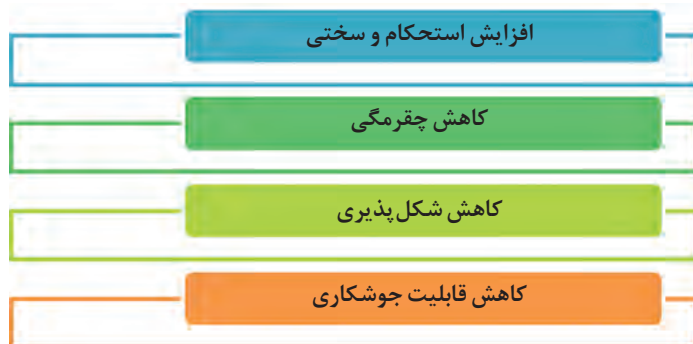 افزایش استحکام و سختی
کاهش چقرمگی
کاهش شکل‌پذیری
کاهش قابلیت جوشکاری